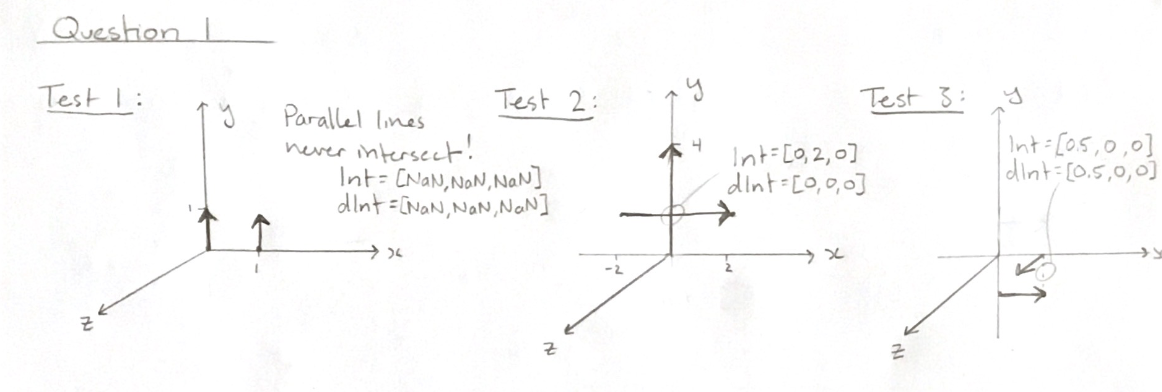 Question 1
Test 1:
y
Parallel lines
never intersect!
Int = [NaN,NaN,NaN]
dInt = [NaN,NaN,NaN]
1
1
x
z
Test 2:
y
4
Int=[0,2,0]
dInt=[0,0,0]
-2
2
x
z
Test 3:
y
Int=[0.5,0,0]
dInt=[0.5,0,0]
x
z